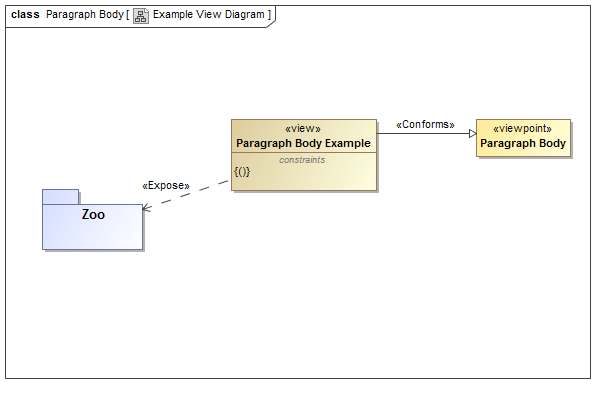 class Paragraph Body [ Example View Diagram ]
«view»
Paragraph Body Example
constraints
{()}
«Conforms»
«viewpoint»
Paragraph Body
«Expose»
Zoo